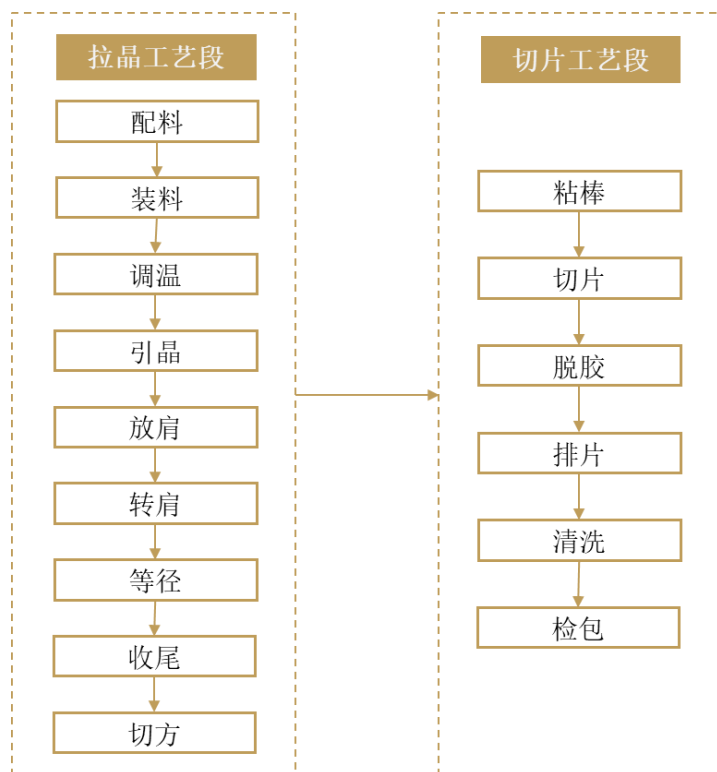 拉晶工艺段
配料
装料
调温
引晶
放肩
转肩
等径
收尾
切方
切片工艺段
粘棒
切片
脱胶
排片
清洗
检包